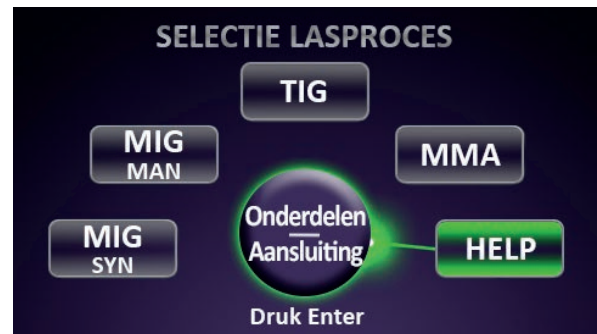 SELECTIE LASPROCES
TIG
MIG
MAN
MMA
Onderdelen
Aansluiting
MIG
SYN
HELP
Druk Enter